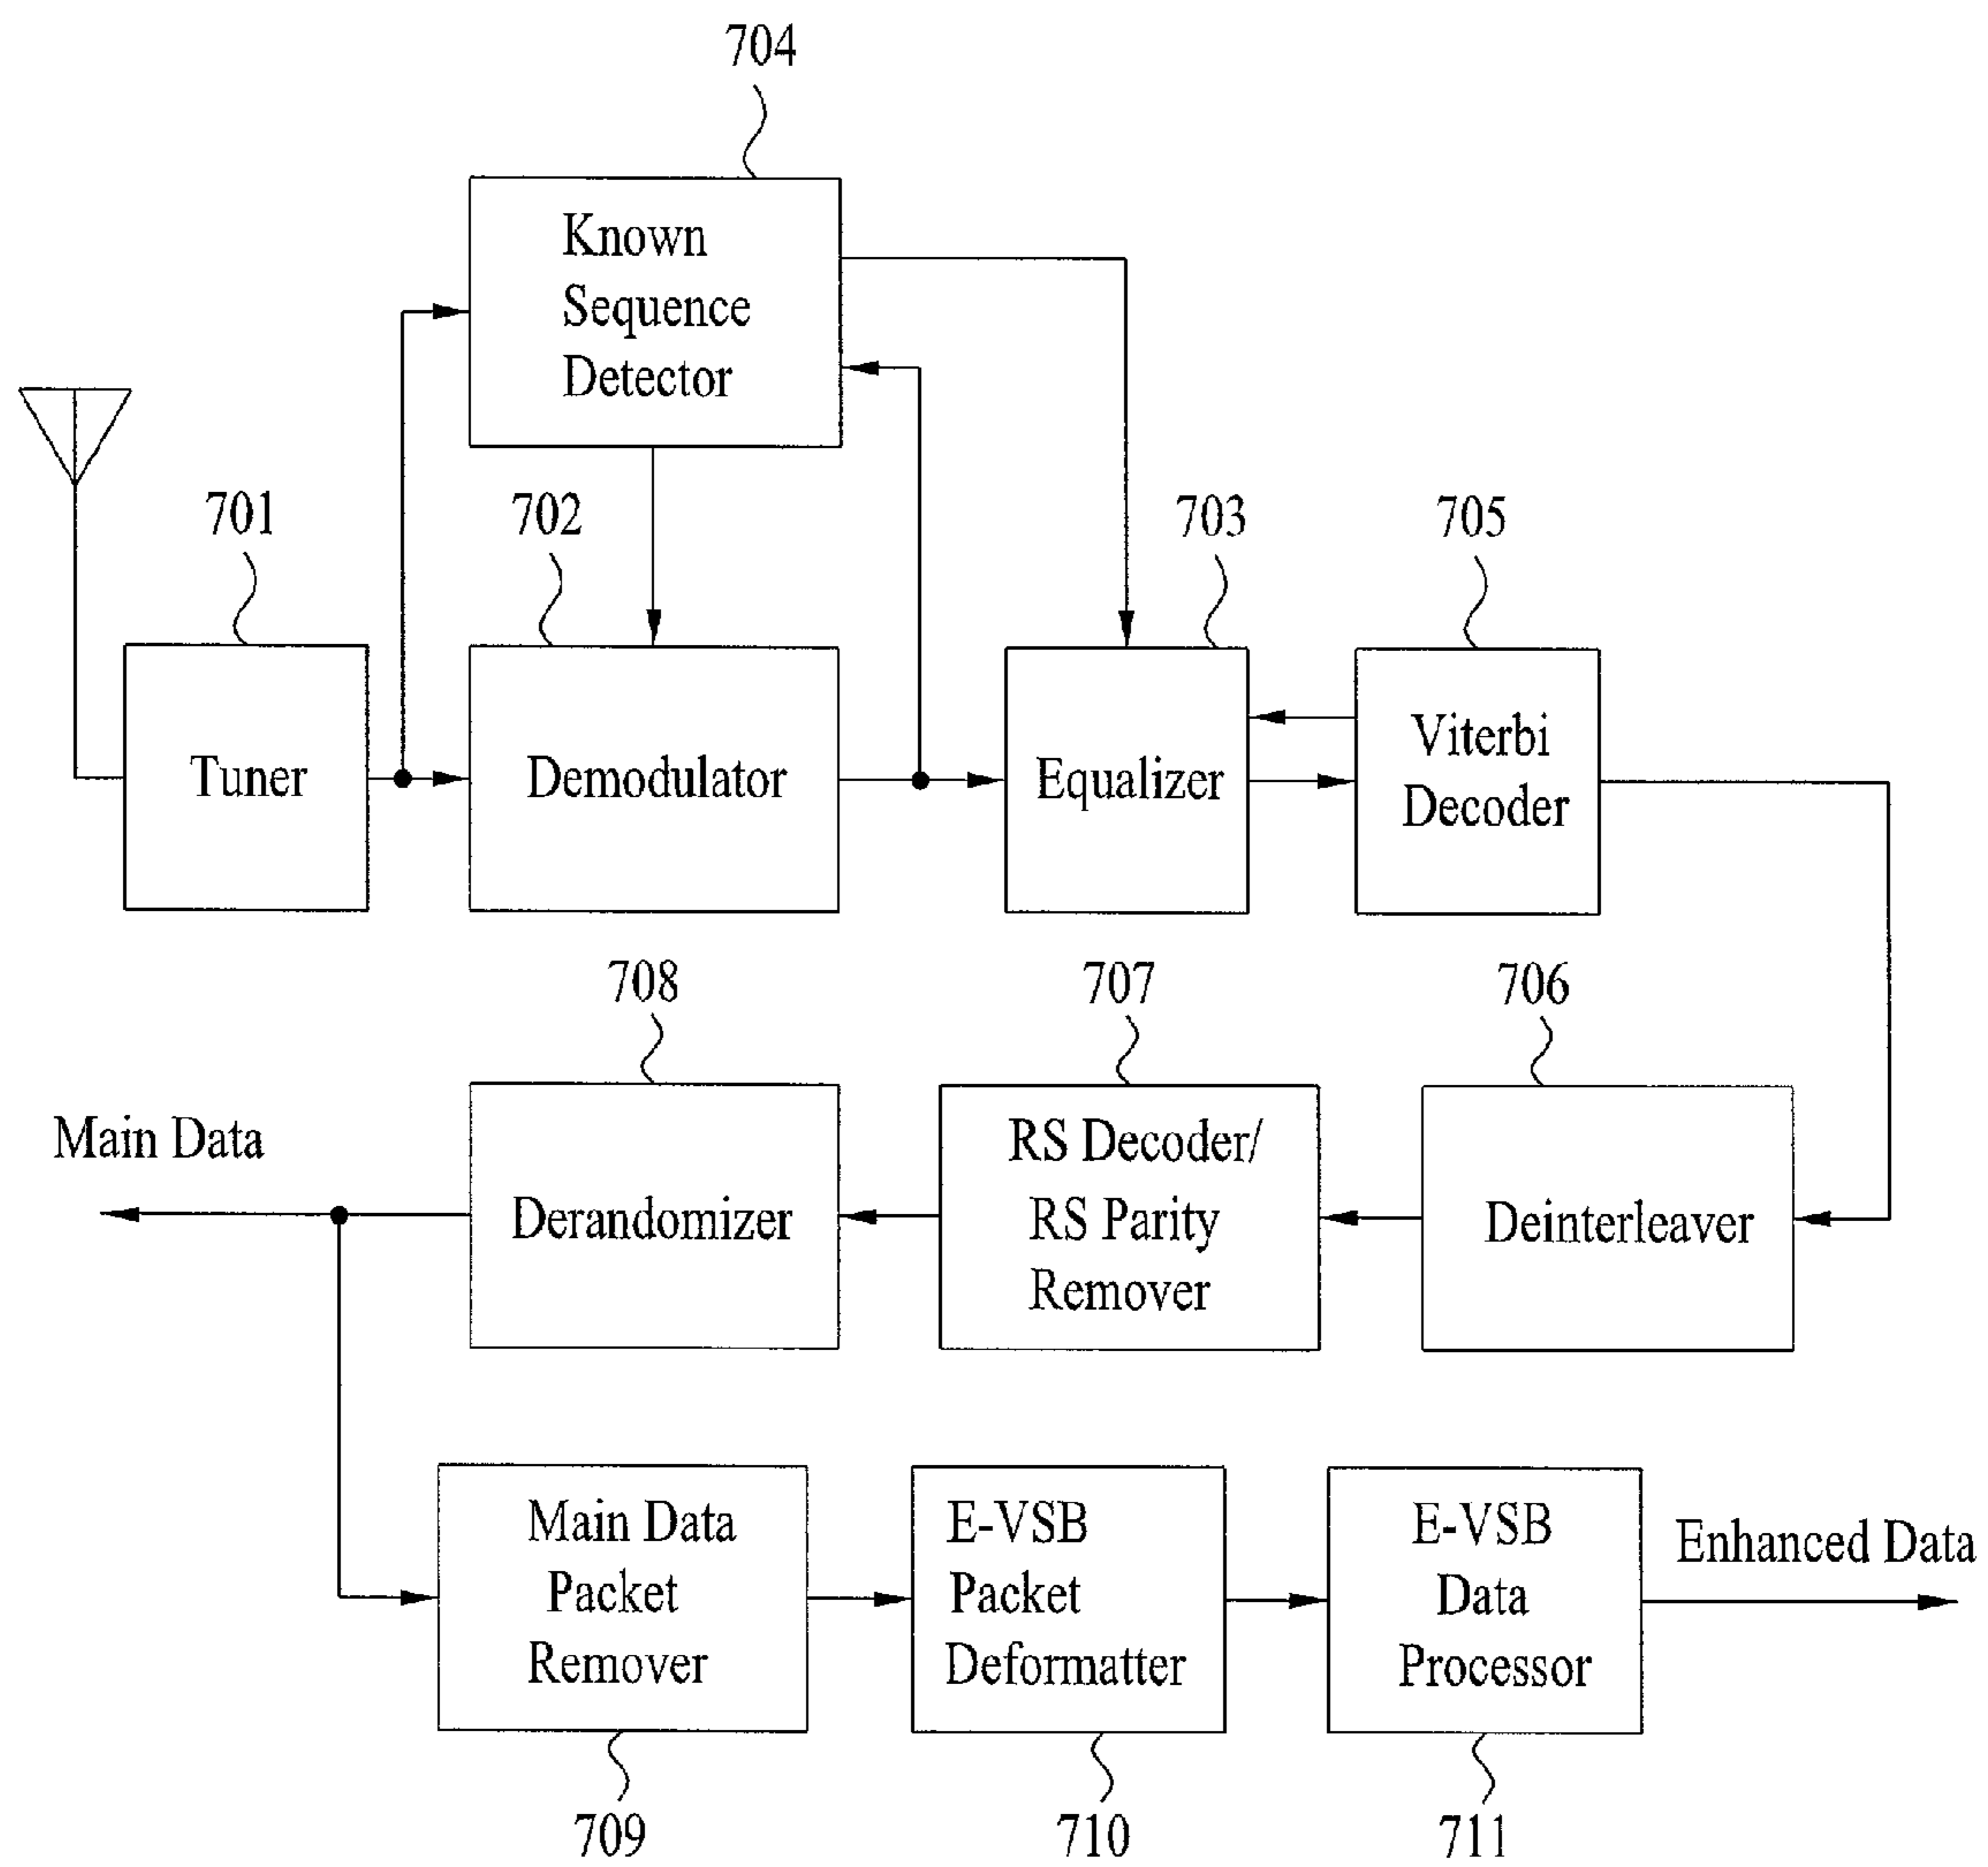 704
Known
Sequence
Detector
701
702
703
705
Tuner
Demodulator
Equalizer
Viterbi
Decoder
708
707
706
Main Data
Derandomizer
RS Decoder/
RS Parity
Remover
Deinterleaver
Main Data
Packet
Remover
E-VSB
Packet
Deformatter
E-VSB
Data
Processor
Enhanced Data
709
710
711